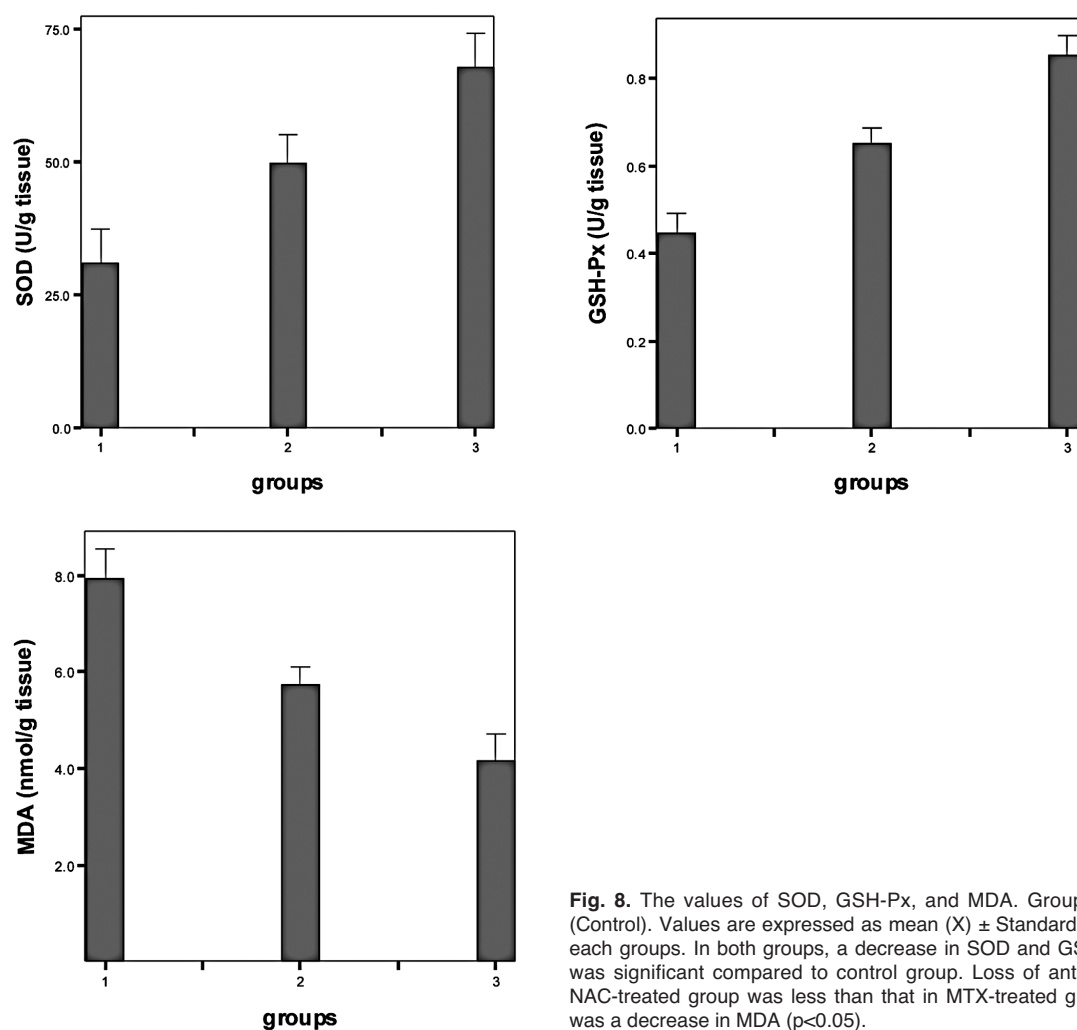 75.0
50.0
25.0
0.0
SOD (U/g tissue)
1 2 3
groups
0.8
0.6
0.4
0.2
0.0
GSH-Px (U/g tissue)
1 2 3
groups
8.0
6.0
4.0
2.0
MDA (nmol/g tissue)
1 2 3
groups
Fig. 8. The values of SOD, GSH-Px, and MDA. Group
(Control). Values are expressed as mean (X) ± Standard
each groups. In both groups, a decrease in SOD and GS
was significant compared to control group. Loss of ant
NAC-treated group was less than that in MTX-treated g
was a decrease in MDA (p<0.05).